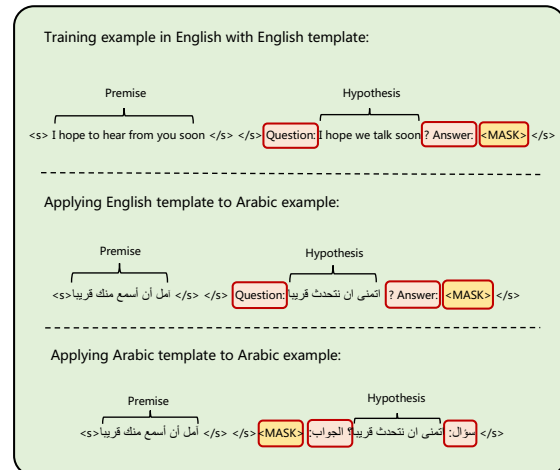 Training example in English with English template:
Premise Hypothesis
<s> I hope to hear from you soon </s> </s> Question: I hope we talk soon ? Answer: <MASK> </s>
Applying English template to Arabic example:
Premise Hypothesis
<s> امل أن أسمع منك قريبا </s> </s> Question: اتمنى ان نتحدث قريبا ? Answer: <MASK> </s>
Applying Arabic template to Arabic example:
Premise Hypothesis
<s> أمل أن أسمع منك قريبا </s> </s> <MASK> سؤال: تمنى ان نتحدث قريبا؟ الجواب: </s>